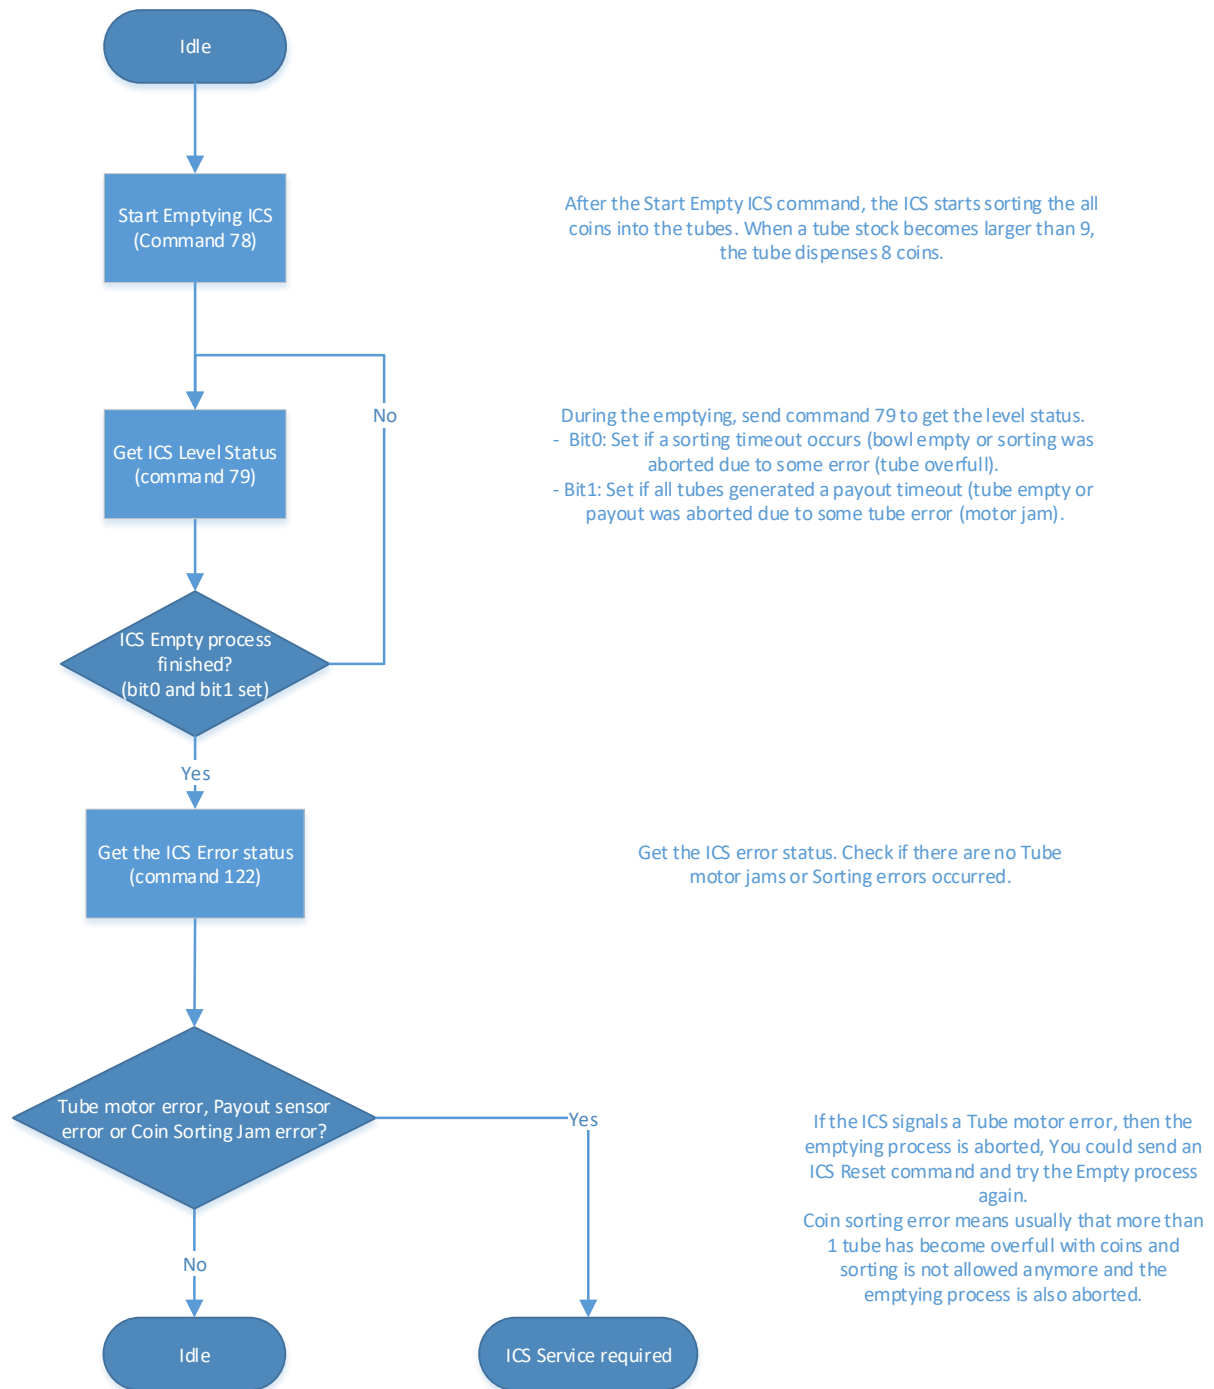 Idle
Start Emptying ICS
(Command 78)
After the Start Empty ICS command, the ICS starts sorting the all
coins into the tubes. When a tube stock becomes larger than 9,
the tube dispenses 8 coins.
No
Get ICS Level Status
(command 79)
During the emptying, send command 79 to get the level status.
- Bit0: Set if a sorting timeout occurs (bowl empty or sorting was
aborted due to some error (tube overfull).
- Bit1: Set if all tubes generated a payout timeout (tube empty or
payout was aborted due to some tube error (motor jam).
ICS Empty process
finished?
(bit0 and bit1 set)
Yes
Get the ICS Error status
(command 122)
Get the ICS error status. Check if there are no Tube
motor jams or Sorting errors occurred.
Tube motor error, Payout sensor
error or Coin Sorting Jam error?
Yes
If the ICS signals a Tube motor error, then the
emptying process is aborted, You could send an
ICS Reset command and try the Empty process
again.
Coin sorting error means usually that more than
1 tube has become overfull with coins and
sorting is not allowed anymore and the
emptying process is also aborted.
No
Idle
ICS Service required